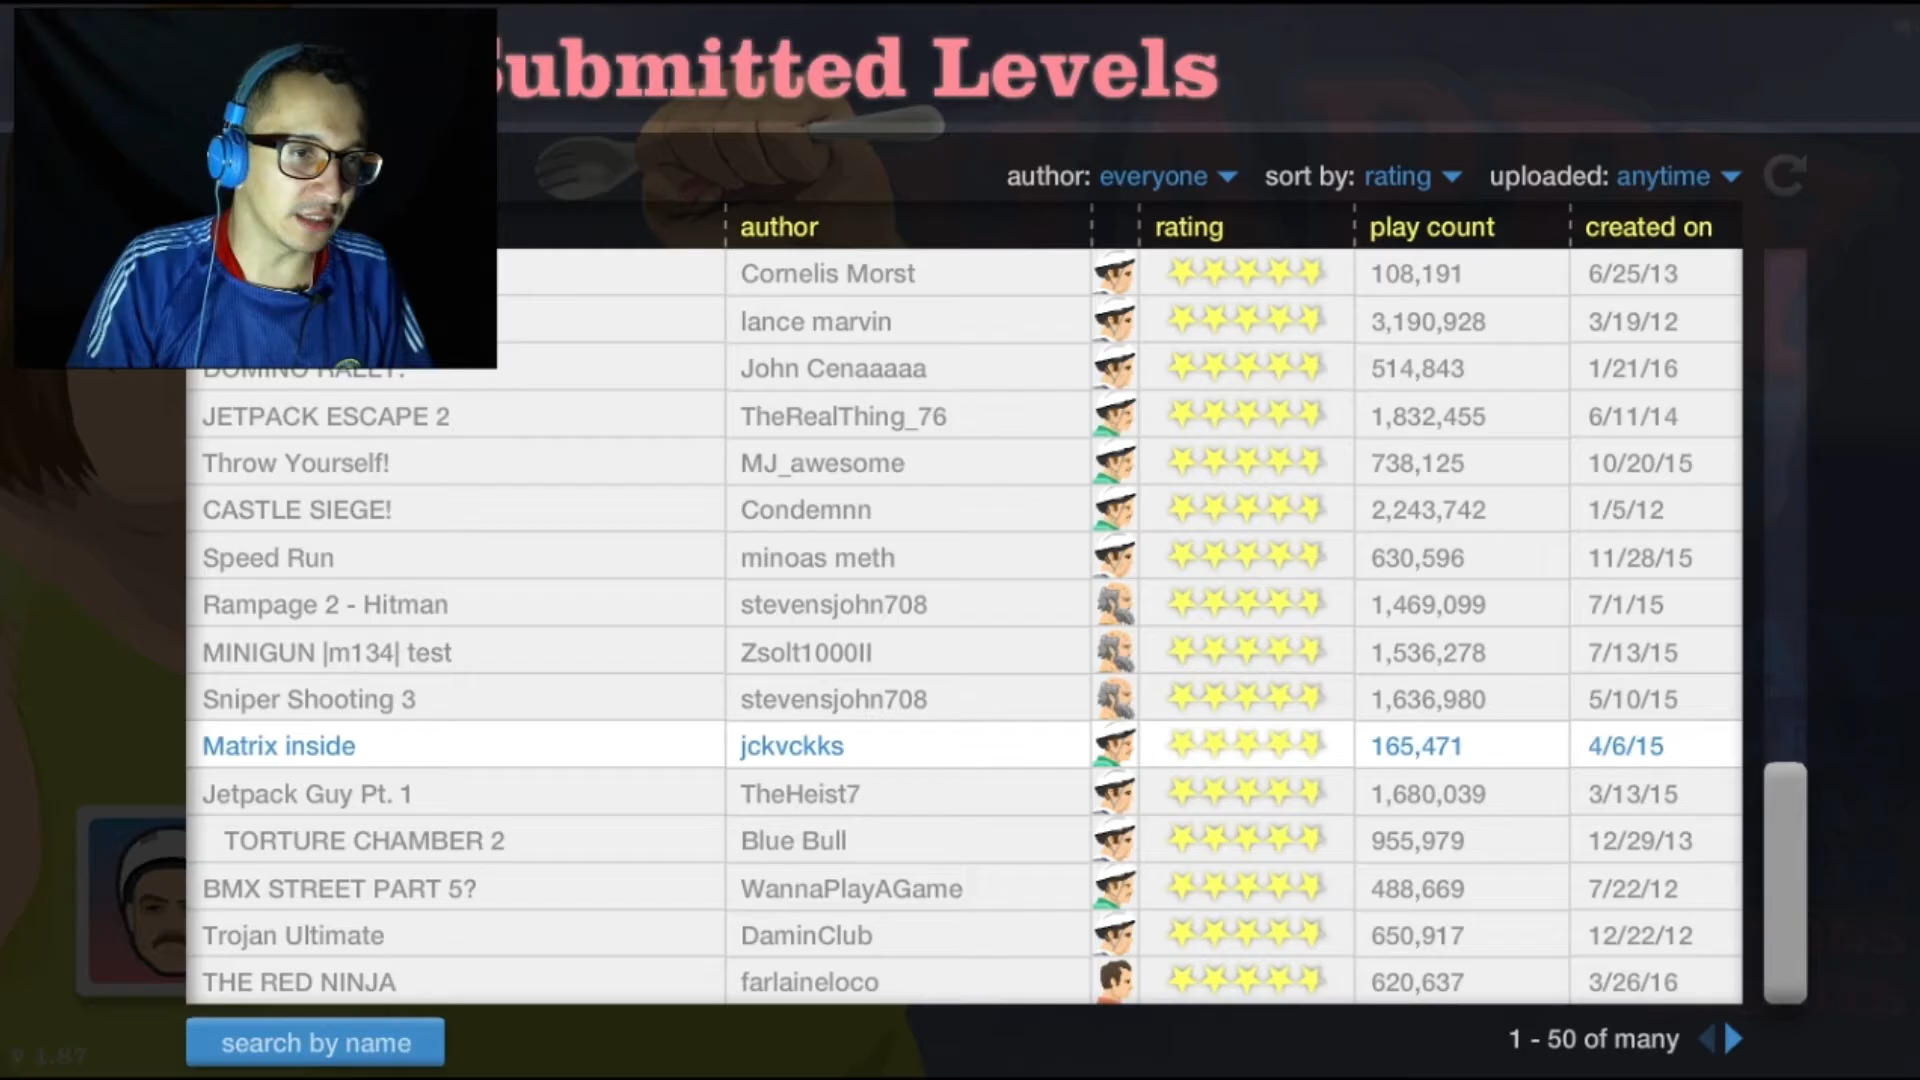 Submitted Levels
author: everyone sort by: rating uploaded: anytime
author rating play count created on
Cornelis Morst 108,191 6/25/13
lance marvin 3,190,928 3/19/12
DOMINO RALLY! John Cenaaaaa 514,843 1/21/16
JETPACK ESCAPE 2 TheRealThing_76 1,832,455 6/11/14
Throw Yourself! MJ_awesome 738,125 10/20/15
CASTLE SIEGE! Condemnn 2,243,742 1/5/12
Speed Run minoas meth 630,596 11/28/15
Rampage 2 - Hitman stevensjohn708 1,469,099 7/1/15
MINIGUN |m134| test Zsolt1000II 1,536,278 7/13/15
Sniper Shooting 3 stevensjohn708 1,636,980 5/10/15
Matrix inside jckvckks 165,471 4/6/15
Jetpack Guy Pt. 1 TheHeist7 1,680,039 3/13/15
TORTURE CHAMBER 2 Blue Bull 955,979 12/29/13
BMX STREET PART 5? WannaPlayAGame 488,669 7/22/12
Trojan Ultimate DaminClub 650,917 12/22/12
THE RED NINJA farlaineloco 620,637 3/26/16
search by name 1 - 50 of many
v 1.87